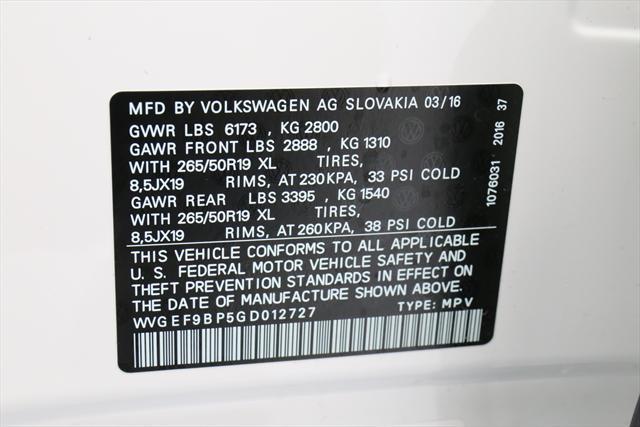 MFD BY VOLKSWAGEN AG SLOVAKIA 03/16
GVWR LBS 6173 , KG 2800
GAWR FRONT LBS 2888 , KG 1310
WITH 265/50R19 XL TIRES,
8,5JX19 RIMS, AT 230 KPA, 33 PSI COLD
GAWR REAR LBS 3395 , KG 1540
WITH 265/50R19 XL TIRES,
8,5JX19 RIMS, AT 260 KPA, 38 PSI COLD
THIS VEHICLE CONFORMS TO ALL APPLICABLE
U. S. FEDERAL MOTOR VEHICLE SAFETY AND
THEFT PREVENTION STANDARDS IN EFFECT ON
THE DATE OF MANUFACTURE SHOWN ABOVE.
WVGEF9BP5GD012727 TYPE: MPV
1076031 2016 37